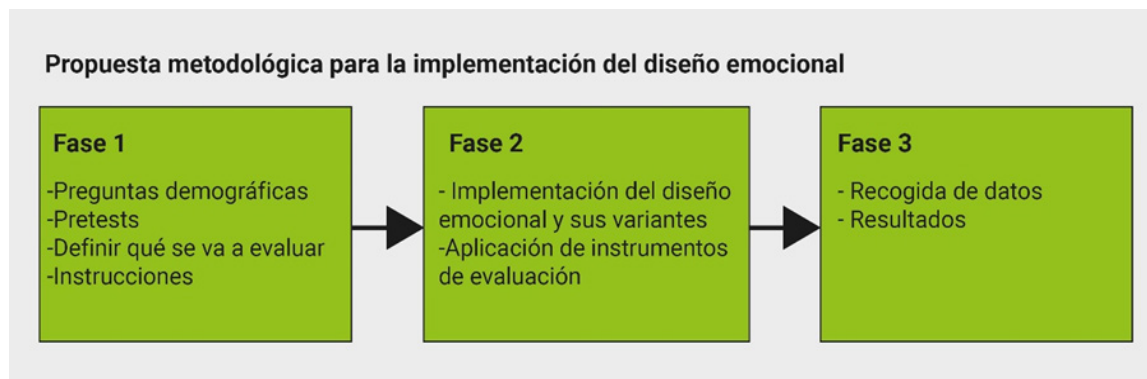 Propuesta metodológica para la implementación del diseño emocional
Fase 1
-Preguntas demográficas
-Pretests
-Definir qué se va a evaluar
-Instrucciones
Fase 2
- Implementación del diseño
emocional y sus variantes
-Aplicación de instrumentos
de evaluación
Fase 3
- Recogida de datos
- Resultados